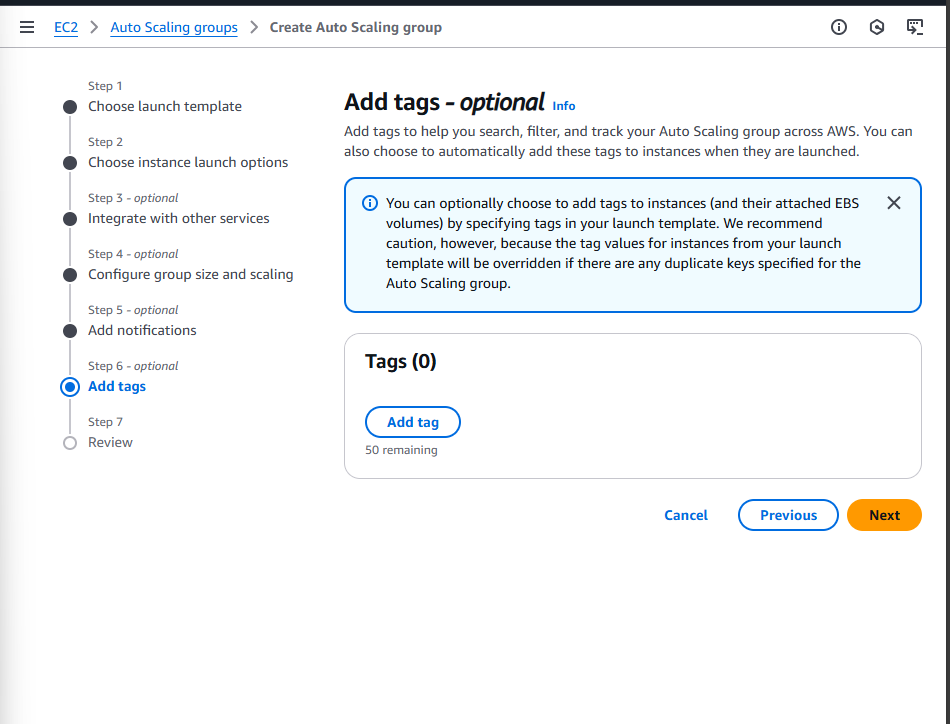 EC2 > Auto Scaling groups > Create Auto Scaling group
Step 1
Choose launch template
Step 2
Choose instance launch options
Step 3 - optional
Integrate with other services
Step 4 - optional
Configure group size and scaling
Step 5 - optional
Add notifications
Step 6 - optional
Add tags
Step 7
Review
Add tags - optional Info
Add tags to help you search, filter, and track your Auto Scaling group across AWS. You can
also choose to automatically add these tags to instances when they are launched.
You can optionally choose to add tags to instances (and their attached EBS
volumes) by specifying tags in your launch template. We recommend
caution, however, because the tag values for instances from your launch
template will be overridden if there are any duplicate keys specified for the
Auto Scaling group.
Tags (0)
Add tag
50 remaining
Cancel Previous Next